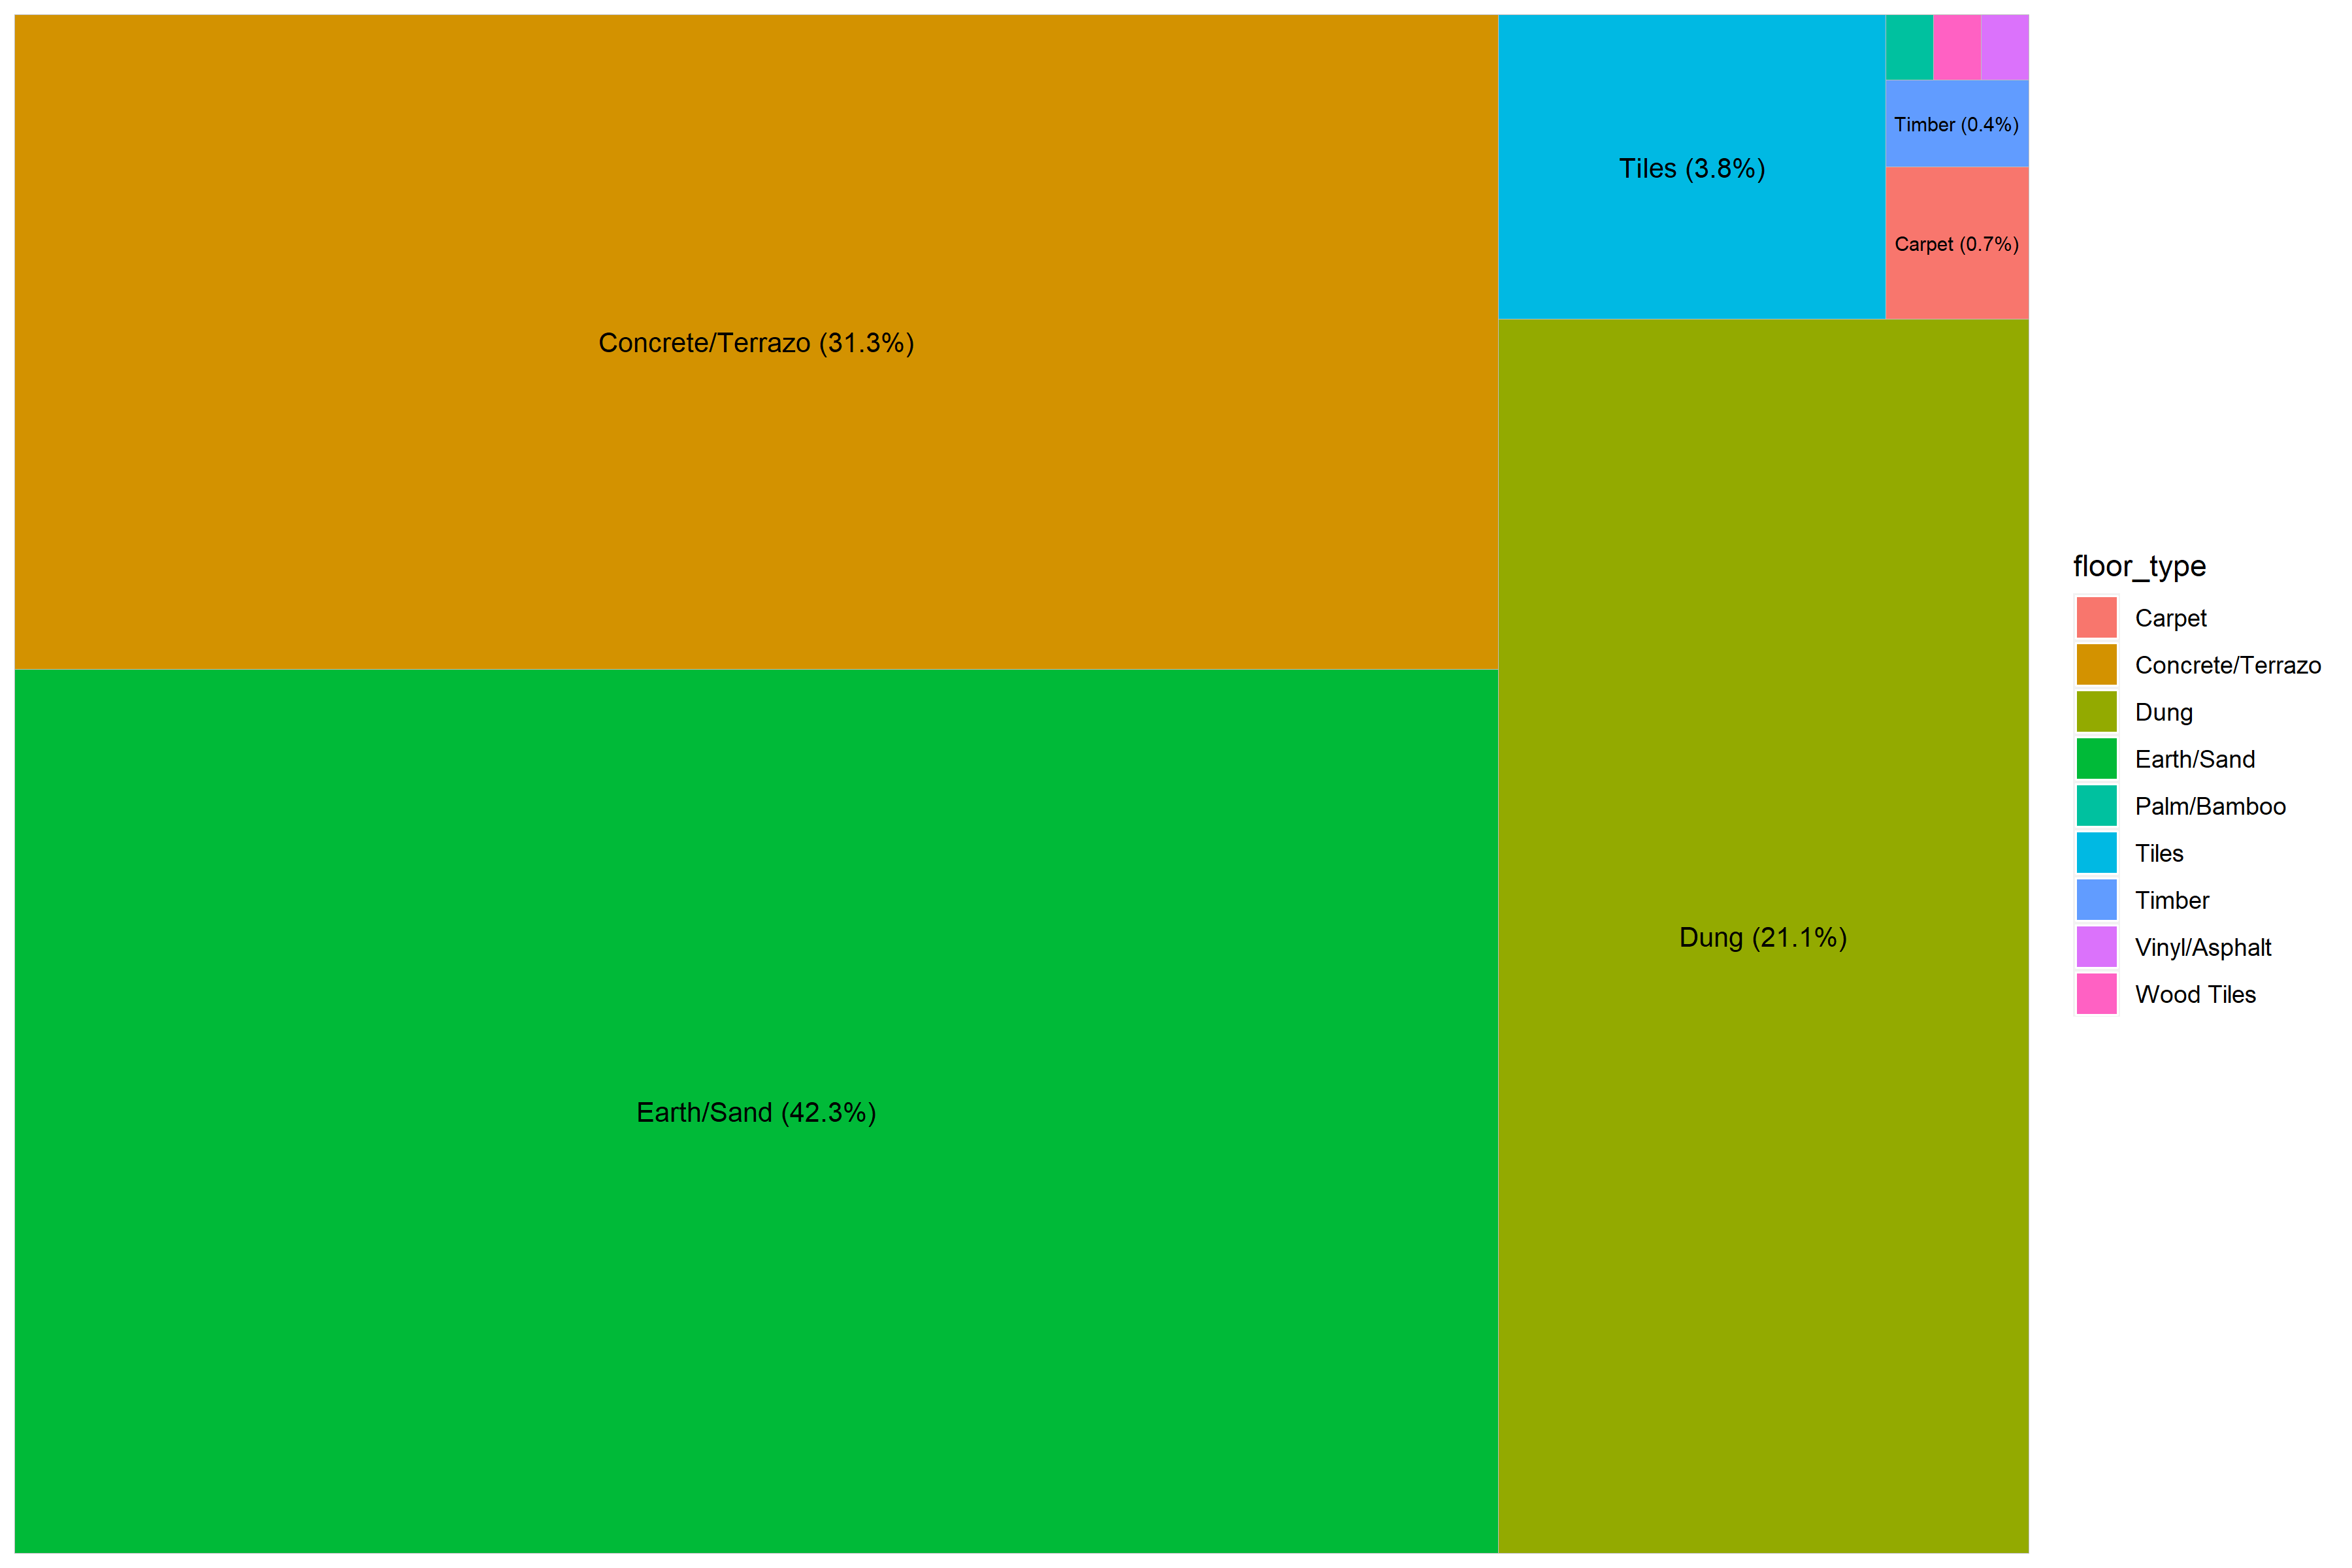 Concrete/Terrazo (31.3%)
Earth/Sand (42.3%)
Tiles (3.8%)
Timber (0.4%)
Carpet (0.7%)
Dung (21.1%)
floor_type
Carpet
Concrete/Terrazo
Dung
Earth/Sand
Palm/Bamboo
Tiles
Timber
Vinyl/Asphalt
Wood Tiles